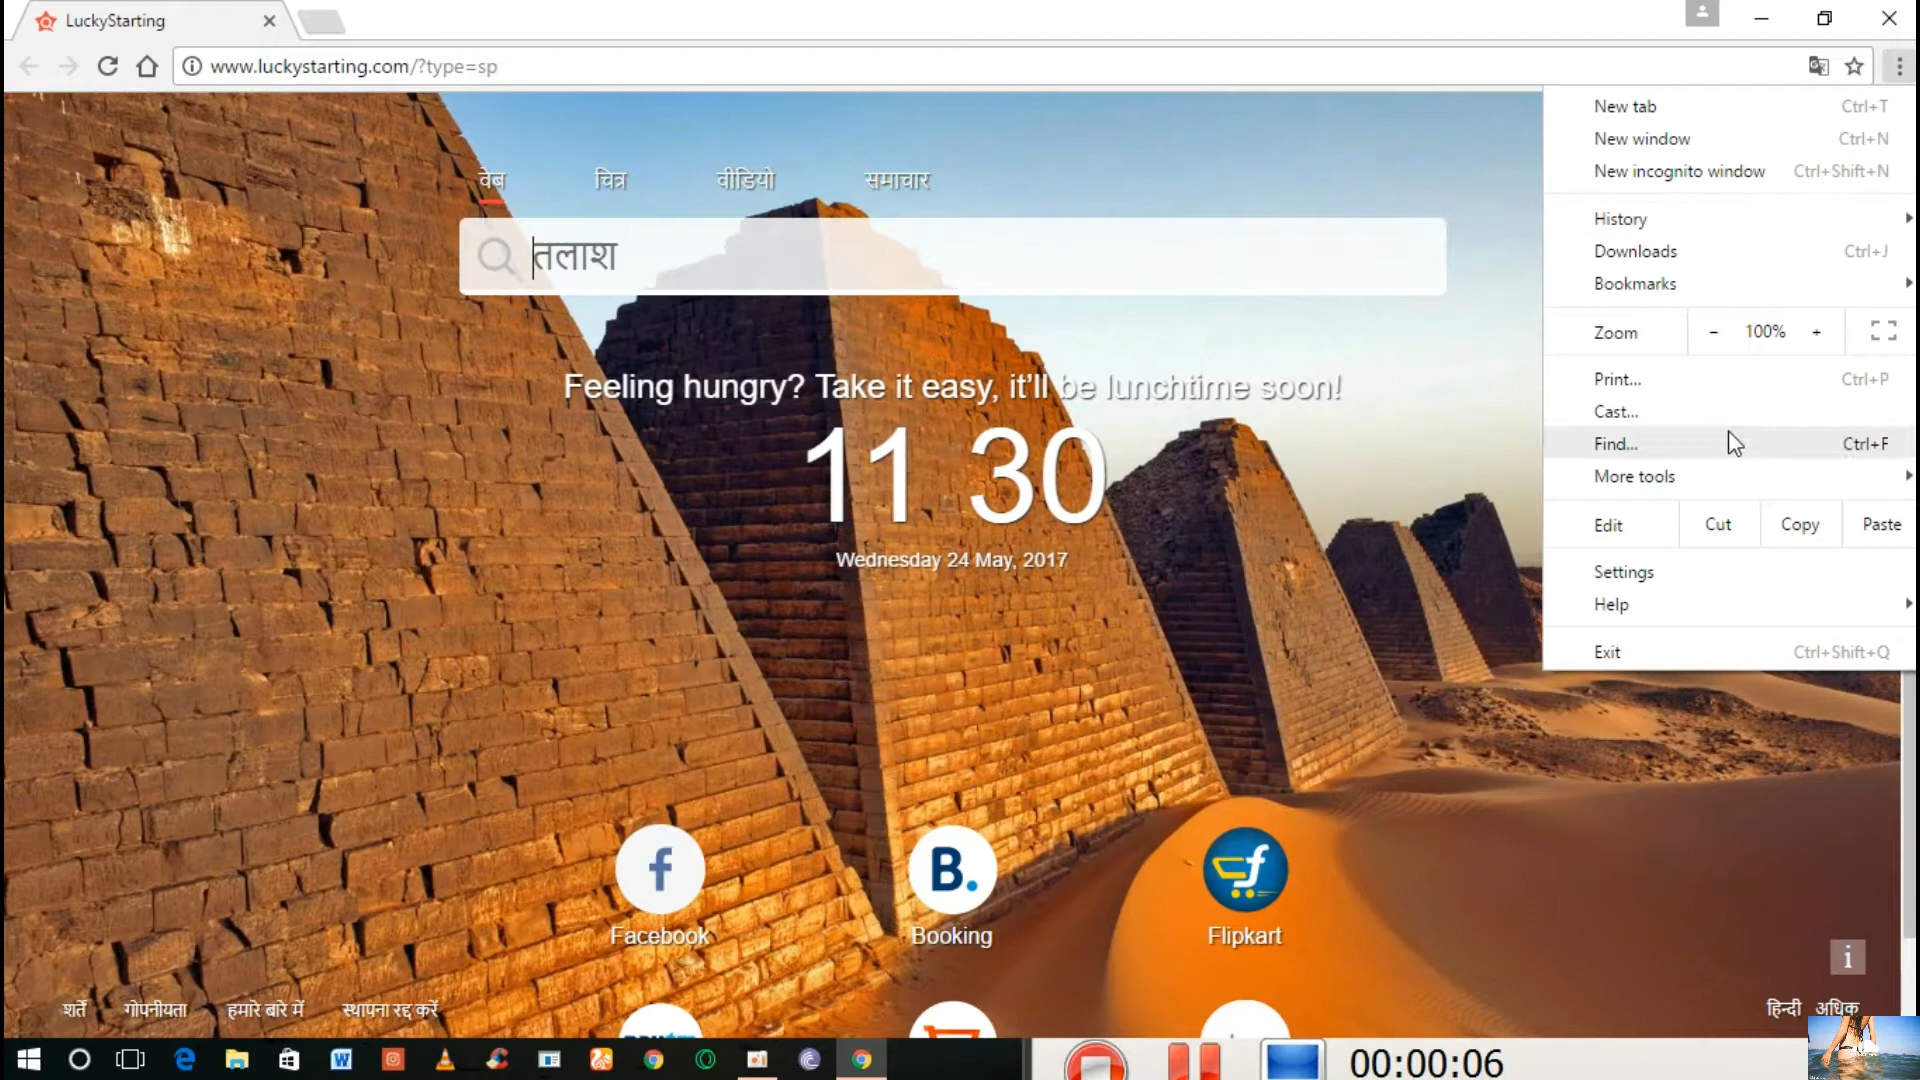 LuckyStarting
www.luckystarting.com/?type=sp
New tab Ctrl+T
New window Ctrl+N
New incognito window Ctrl+Shift+N
History
Downloads Ctrl+J
Bookmarks
Zoom - 100% +
Print... Ctrl+P
Cast...
Find... Ctrl+F
More tools
Edit Cut Copy Paste
Settings
Help
Exit Ctrl+Shift+Q
वेब चित्र वीडियो समाचार
तलाश
Feeling hungry? Take it easy, it'll be lunchtime soon!
11 30
Wednesday 24 May, 2017
B.
Facebook Booking Flipkart
शर्तें गोपनीयता हमारे बारे में स्थापना रद्द करें
हिन्दी अधिक
00:00:06